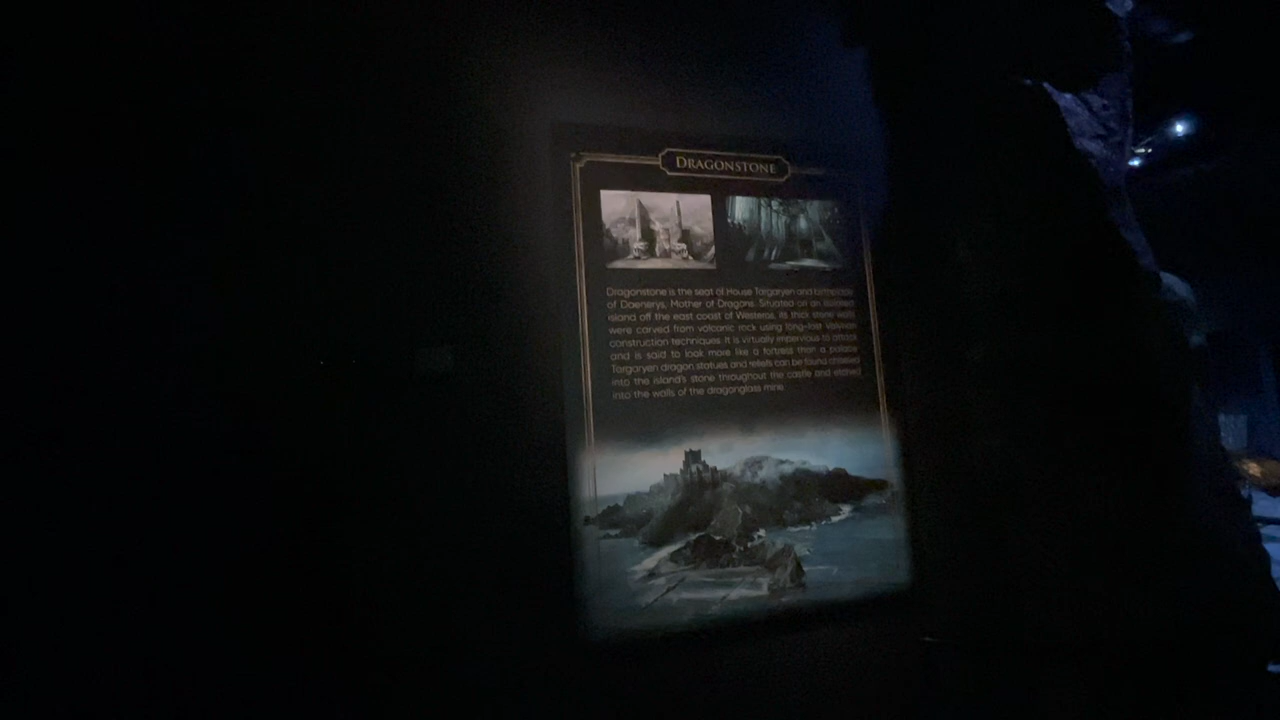 DRAGONSTONE
Dragonstone is the seat of House Targaryen and birthplace
of Daenerys, Mother of Dragons. Situated on an isolated
island off the east coast of Westeros, its thick stone walls
were carved from volcanic rock using long-lost Valyrian
construction techniques. It is virtually impervious to attack
and is said to look more like a fortress than a palace.
Targaryen dragon statues and reliefs can be found chiseled
into the island's stone throughout the castle and etched
into the walls of the dragonglass mine.